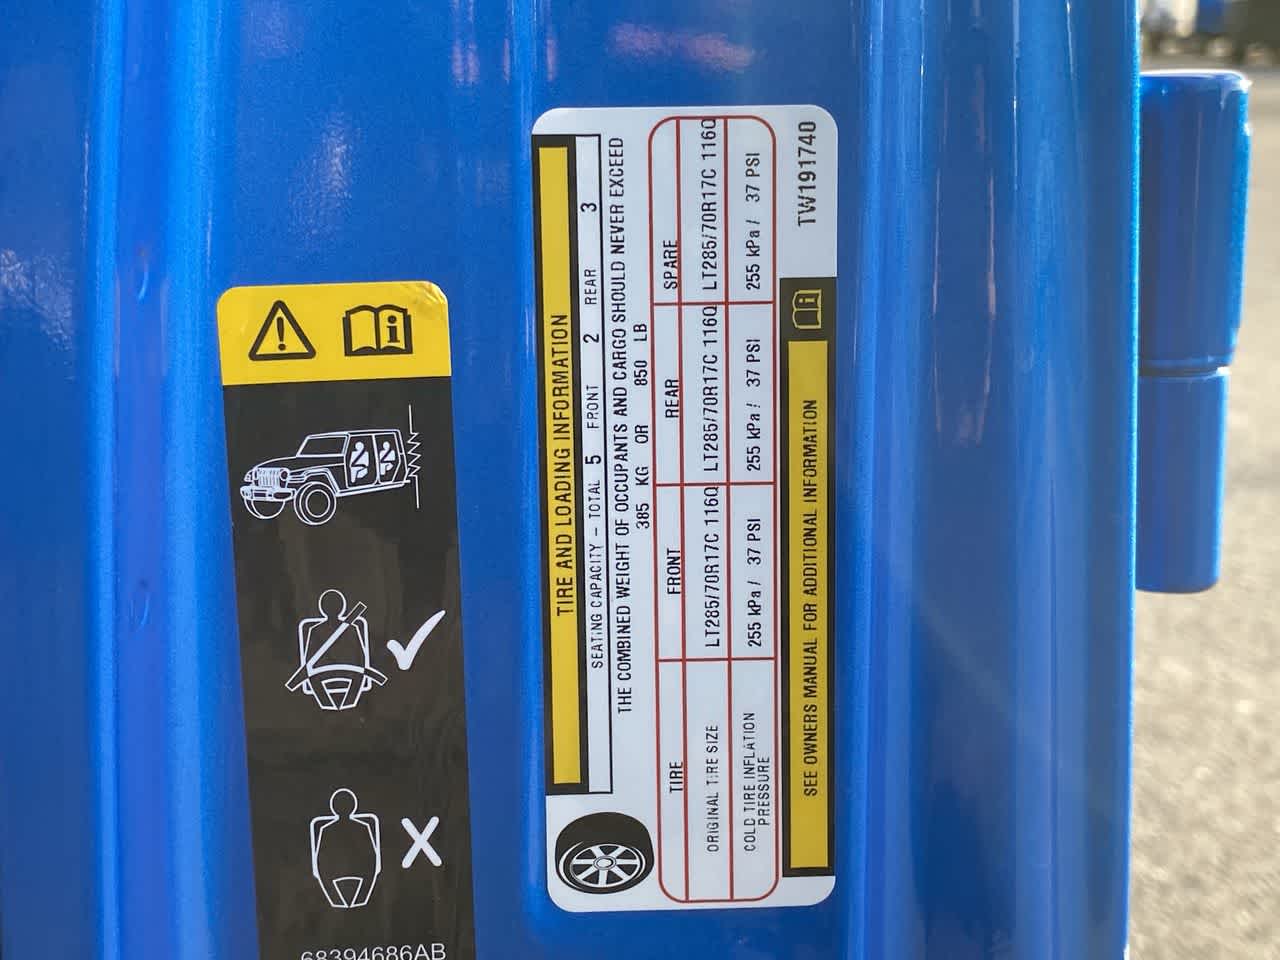 TIRE AND LOADING INFORMATION
SEATING CAPACITY – TOTAL 5 FRONT 2 REAR 3
THE COMBINED WEIGHT OF OCCUPANTS AND CARGO SHOULD NEVER EXCEED
385 KG OR 850 LB
TIRE FRONT REAR SPARE
ORIGINAL TIRE SIZE LT285/70R17C 116Q LT285/70R17C 116Q LT285/70R17C 116Q
COLD TIRE INFLATION PRESSURE 255 kPa / 37 PSI 255 kPa / 37 PSI 255 kPa / 37 PSI
SEE OWNERS MANUAL FOR ADDITIONAL INFORMATION
TW191740
68394686AB